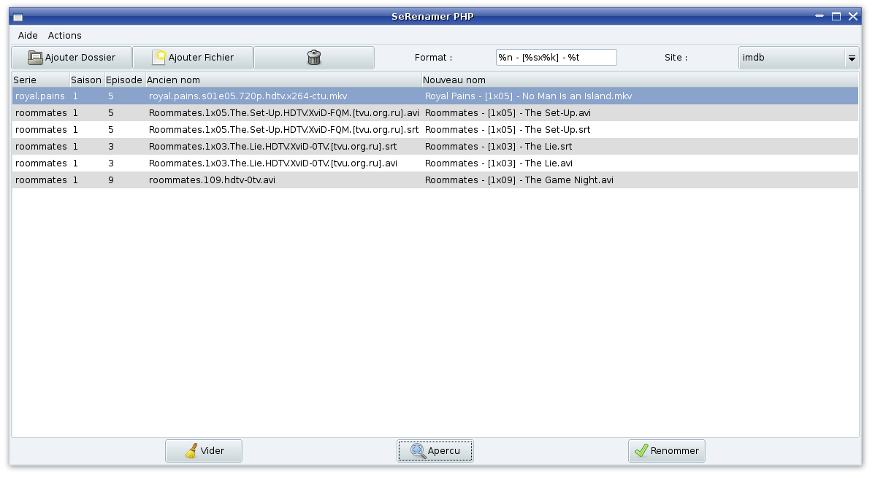 SeRenamer PHP
Aide Actions
Ajouter Dossier Ajouter Fichier Format : %n - [%sx%k] - %t Site : imdb
Serie Saison Episode Ancien nom Nouveau nom
royal.pains 1 5 royal.pains.s01e05.720p.hdtv.x264-ctu.mkv Royal Pains - [1x05] - No Man Is an Island.mkv
roommates 1 5 Roommates.1x05.The.Set-Up.HDTV.XviD-FQM.[tvu.org.ru].avi Roommates - [1x05] - The Set-Up.avi
roommates 1 5 Roommates.1x05.The.Set-Up.HDTV.XviD-FQM.[tvu.org.ru].srt Roommates - [1x05] - The Set-Up.srt
roommates 1 3 Roommates.1x03.The.Lie.HDTV.XviD-0TV.[tvu.org.ru].srt Roommates - [1x03] - The Lie.srt
roommates 1 3 Roommates.1x03.The.Lie.HDTV.XviD-0TV.[tvu.org.ru].avi Roommates - [1x03] - The Lie.avi
roommates 1 9 roommates.109.hdtv-0tv.avi Roommates - [1x09] - The Game Night.avi
Vider Apercu Renommer